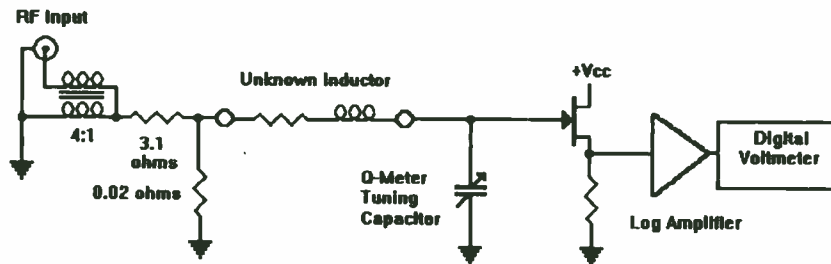 RF Input
Unknown Inductor
+Vcc
4:1
3.1
ohms
0.02 ohms
Q-Meter
Tuning
Capacitor
Log Amplifier
Digital
Voltmeter